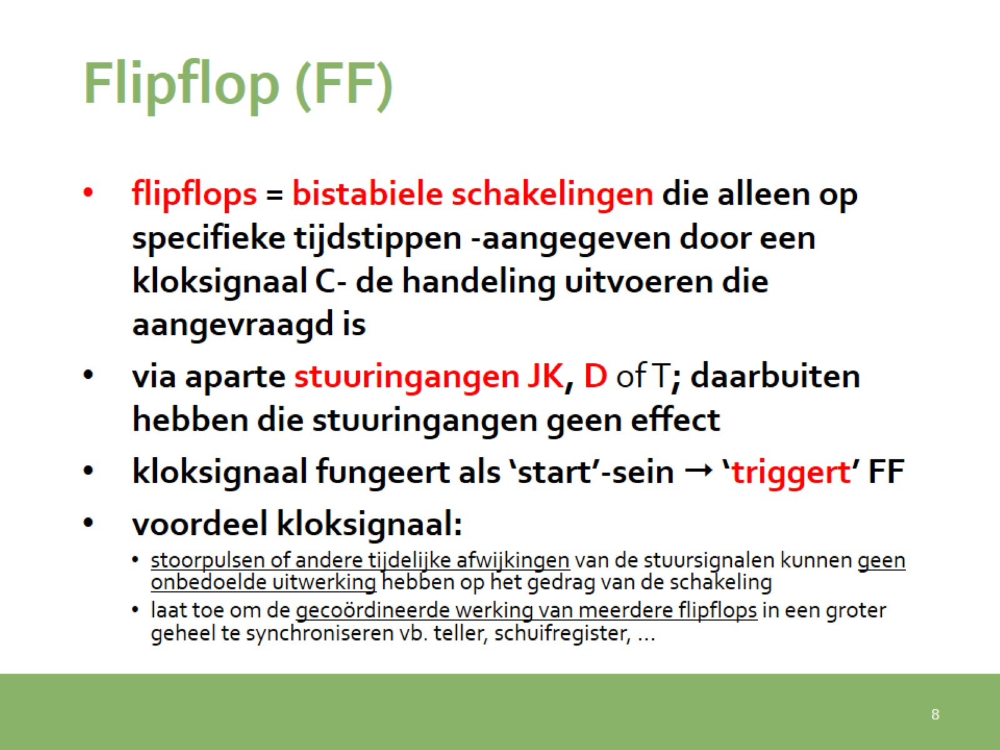 Flipflop (FF)
• flipflops = bistabiele schakelingen die alleen op
specifieke tijdstippen -aangegeven door een
kloksignaal C- de handeling uitvoeren die
aangevraagd is
• via aparte stuuringangen JK, D of T; daarbuiten
hebben die stuuringangen geen effect
• kloksignaal fungeert als ‘start’-sein → ‘triggert’ FF
• voordeel kloksignaal:
• stoorpulsen of andere tijdelijke afwijkingen van de stuursignalen kunnen geen
onbedoelde uitwerking hebben op het gedrag van de schakeling
• laat toe om de gecoördineerde werking van meerdere flipflops in een groter
geheel te synchroniseren vb. teller, schuifregister, ...
8